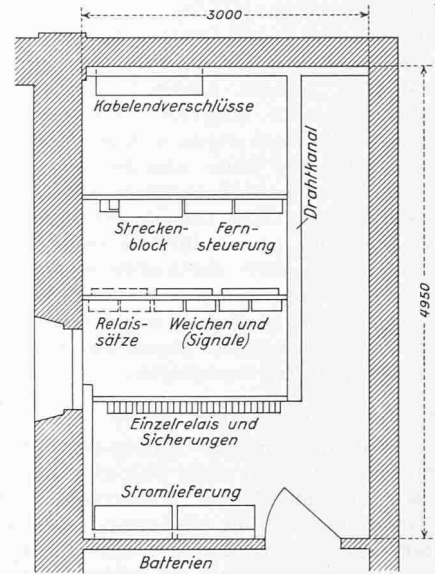 3000
Kabelendverschlüsse
Drahtkanal
Strecken-
block
Fern-
steuerung
4950
Relais-
sätze
Weichen und
(Signale)
Einzelrelais und
Sicherungen
Stromlieferung
Batterien